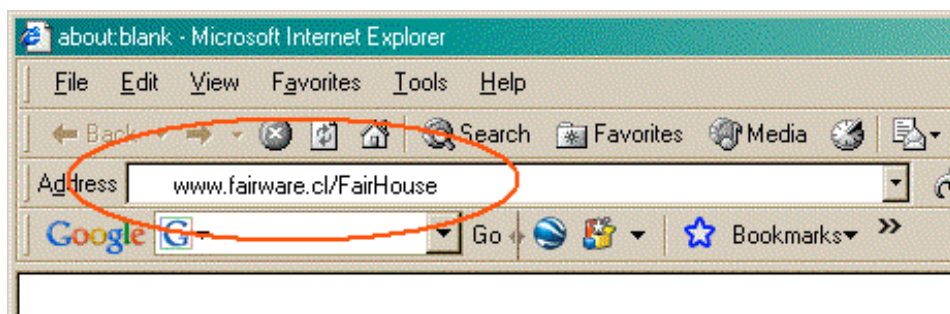 about:blank - Microsoft Internet Explorer
File Edit View Favorites Tools Help
Back Search Favorites Media
Address www.fairware.cl/FairHouse
Google G Go Bookmarks »